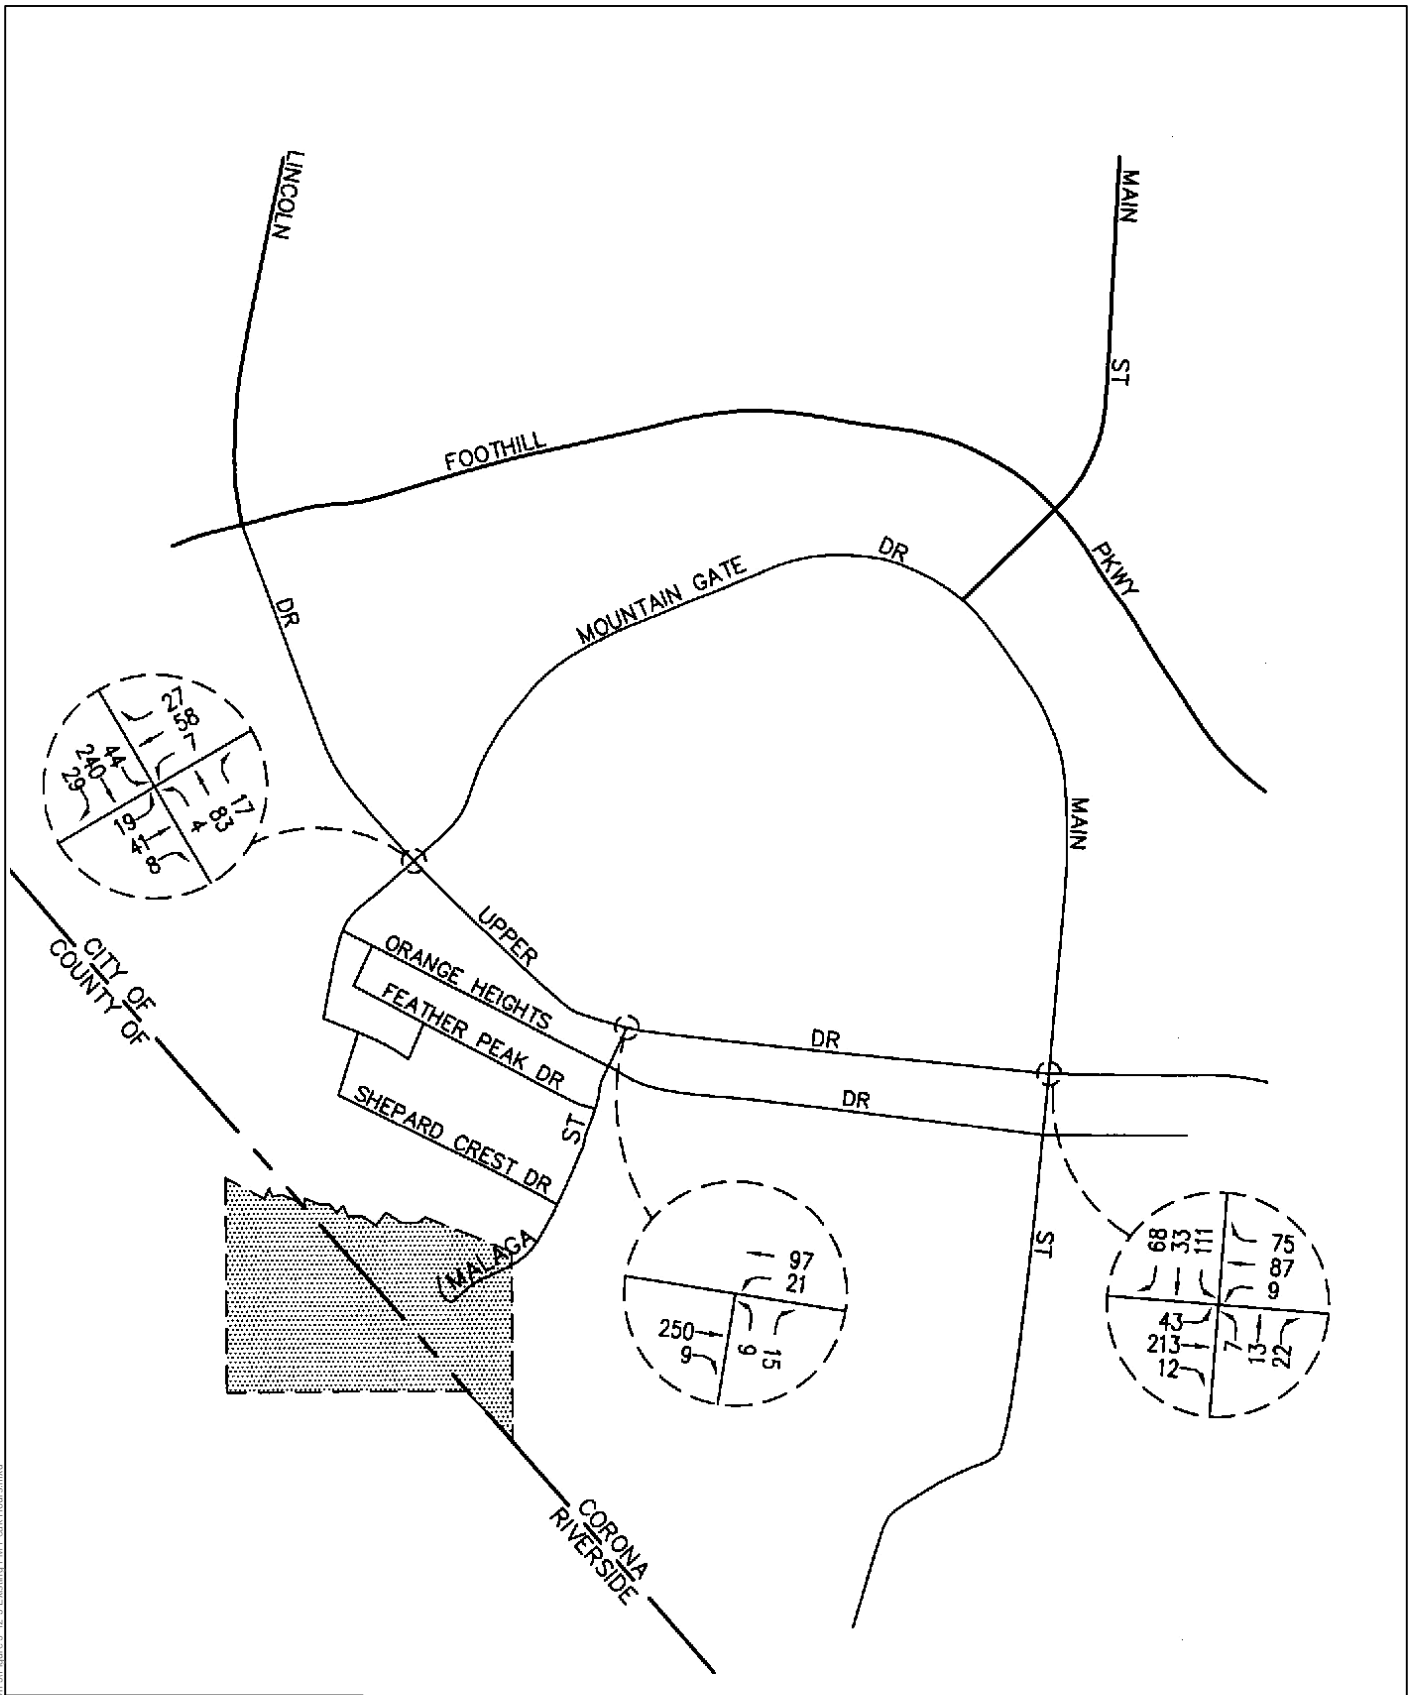 LINCOLN
MAIN
ST
FOOTHILL
DR
MOUNTAIN GATE
PKWY
DR
27
58
7
44
240
29
17
83
4
19
41
8
MAIN
UPPER
CITY OF
COUNTY OF
ORANGE HEIGHTS
FEATHER PEAK DR
DR
DR
SHEPARD CREST DR
ST
MALAGA
ST
97
21
250
9
9
15
68
33
111
75
87
9
43
213
12
7
13
22
CORONA
RIVERSIDE